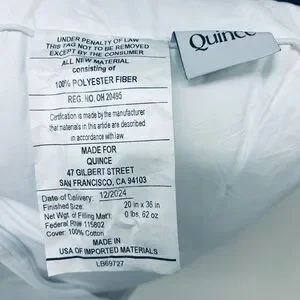 Quince
UNDER PENALTY OF LAW
THIS TAG NOT TO BE REMOVED
EXCEPT BY THE CONSUMER
ALL NEW MATERIAL
consisting of
100% POLYESTER FIBER
REG. NO. OH 20495
Certification is made by the manufacturer
that materials in this article are described
in accordance with law.
MADE FOR
QUINCE
47 GILBERT STREET
SAN FRANCISCO, CA 94103
Date of Delivery: 12/2024
Finished Size: 20 in x 36 in
Net Wgt. of Filling Mat'l: 0 lbs, 62 oz
Federal RN# 115802
Cover: 100% Cotton
MADE IN
USA OF IMPORTED MATERIALS
LB69727